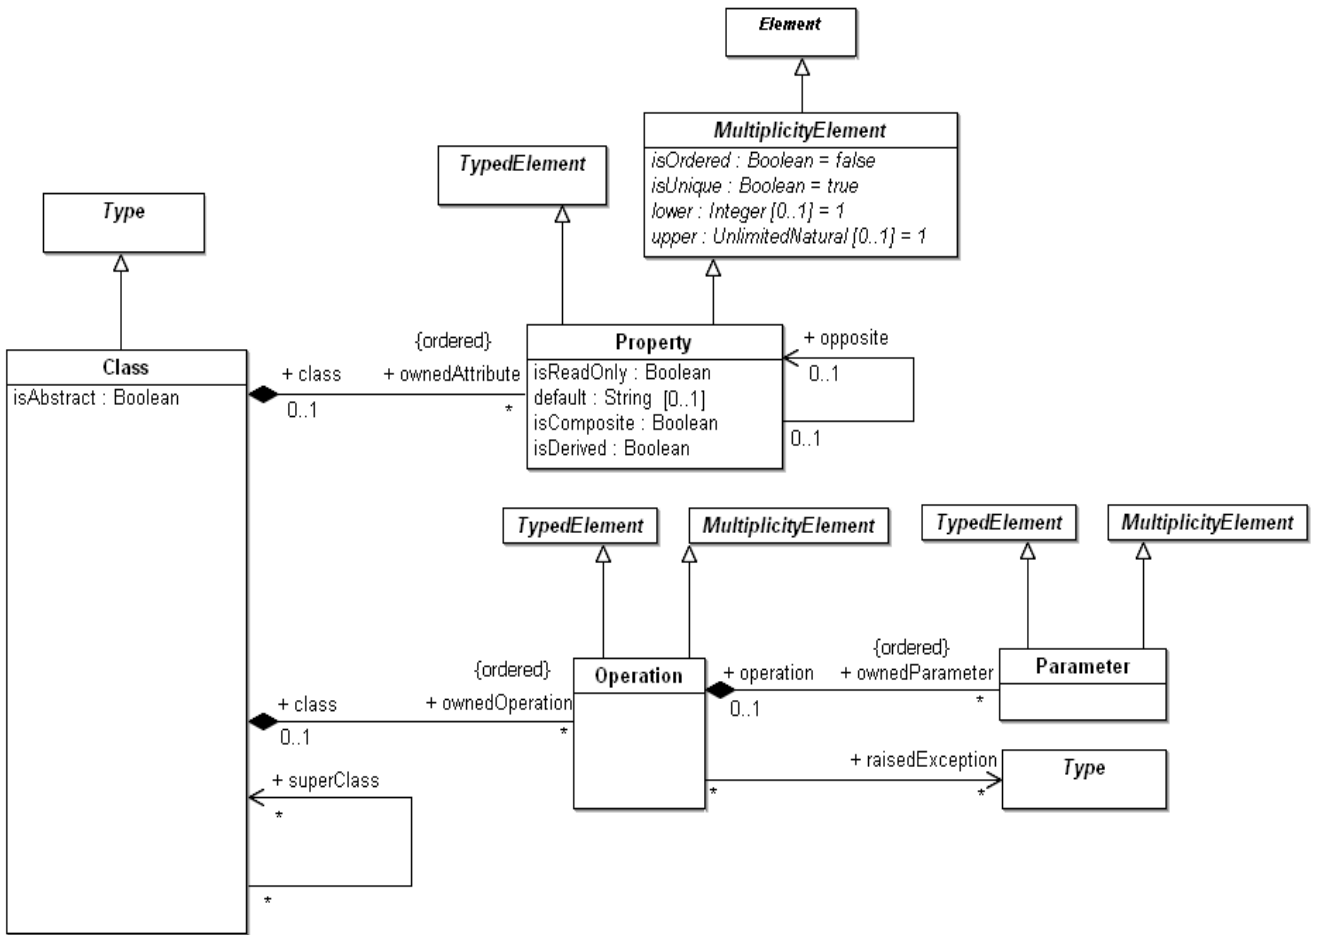 Element
MultiplicityElement
isOrdered : Boolean = false
isUnique : Boolean = true
lower : Integer [0..1] = 1
upper : UnlimitedNatural [0..1] = 1
TypedElement
Type
Class
isAbstract : Boolean
+ class
0..1
{ordered}
+ ownedAttribute
*
Property
isReadOnly : Boolean
default : String [0..1]
isComposite : Boolean
isDerived : Boolean
+ opposite
0..1
0..1
TypedElement
MultiplicityElement
TypedElement
MultiplicityElement
+ class
0..1
{ordered}
+ ownedOperation
*
Operation
+ operation
0..1
{ordered}
+ ownedParameter
*
Parameter
+ raisedException
*
*
Type
+ superClass
*
*